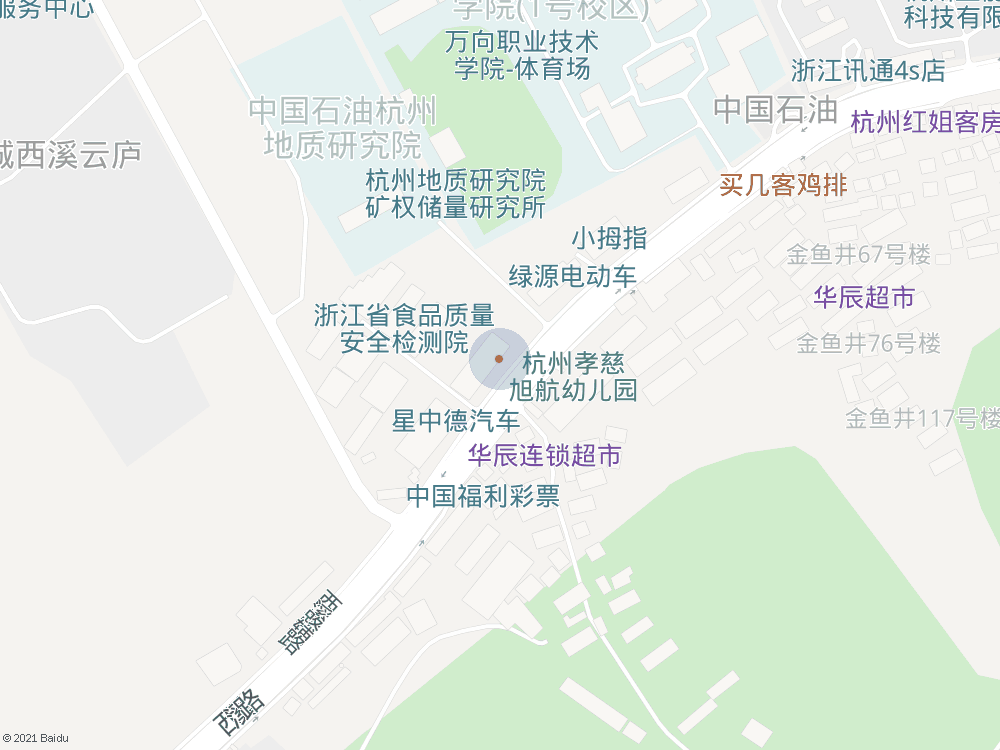 服务中心
学院(1号校区)
科技有限
万向职业技术
学院-体育场
浙江讯通4s店
中国石油杭州
地质研究院
中国石油
杭州红姐客房
城西溪云庐
杭州地质研究院
矿权储量研究所
买几客鸡排
小拇指
金鱼井67号楼
绿源电动车
华辰超市
浙江省食品质量
安全检测院
金鱼井76号楼
杭州孝慈
旭航幼儿园
星中德汽车
金鱼井117号楼
华辰连锁超市
中国福利彩票
西溪路
© 2021 Baidu